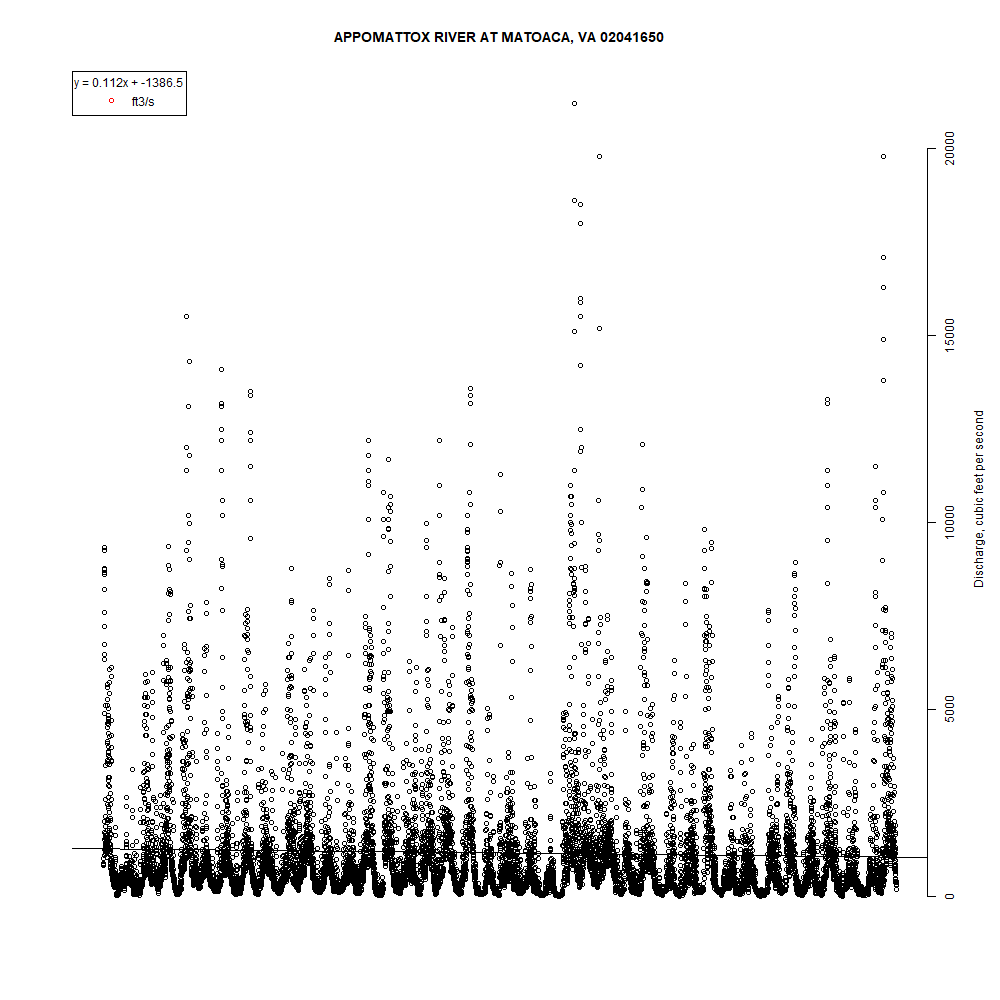 APPOMATTOX RIVER AT MATOACA, VA 02041650
y = 0.112x + -1386.5
ft3/s
20000
15000
10000
5000
0
Discharge, cubic feet per second